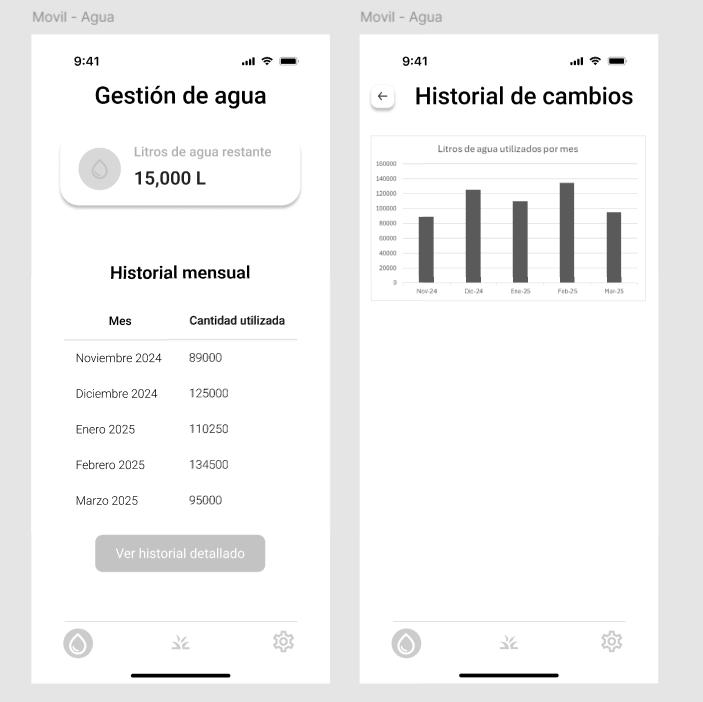 Movil - Agua
9:41
Gestión de agua
Litros de agua restante
15,000 L
Historial mensual
Mes Cantidad utilizada
Noviembre 2024 89000
Diciembre 2024 125000
Enero 2025 110250
Febrero 2025 134500
Marzo 2025 95000
Ver historial detallado
Movil - Agua
9:41
Historial de cambios
Litros de agua utilizados por mes
160000
140000
120000
100000
80000
60000
40000
20000
0
Nov-24 Dic-24 Ene-25 Feb-25 Mar-25